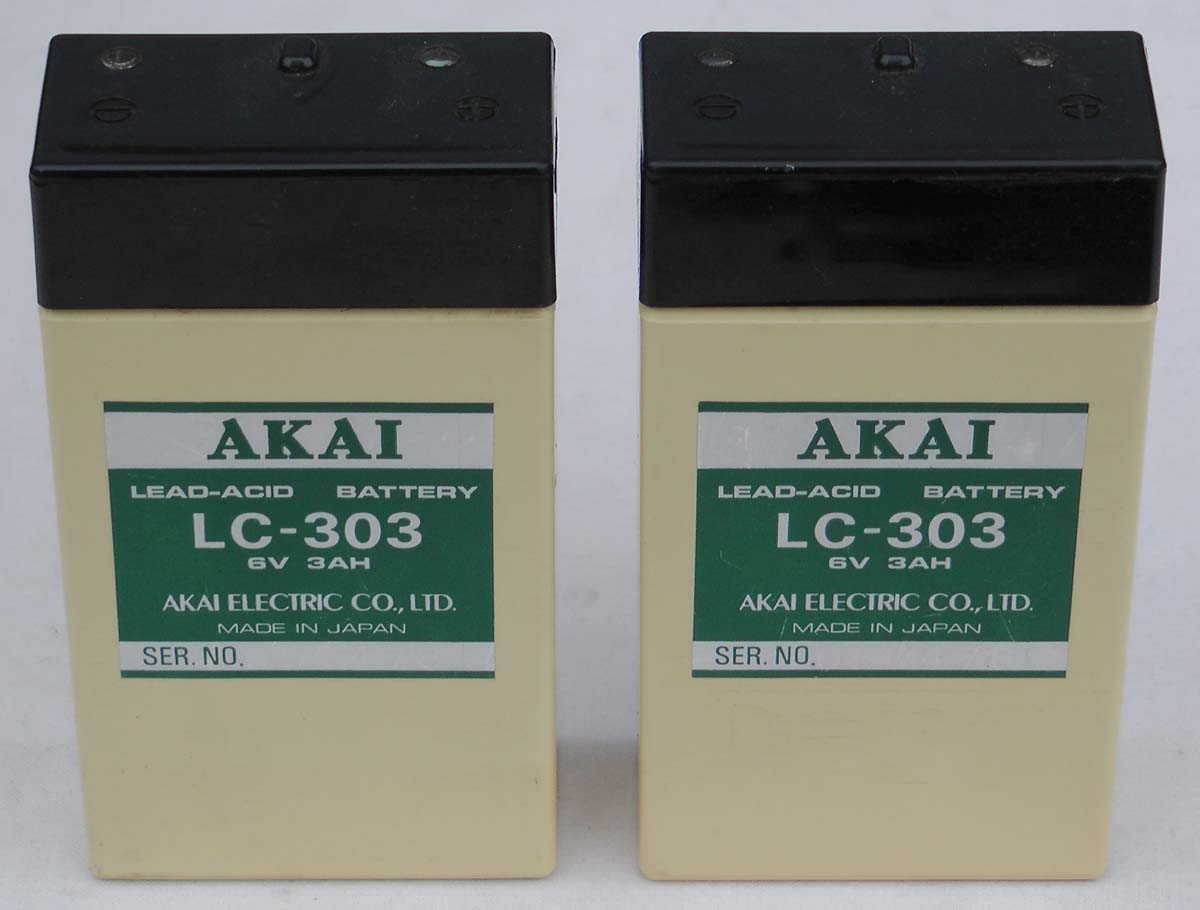 AKAI
LEAD-ACID BATTERY
LC-303
6V 3AH
AKAI ELECTRIC CO., LTD.
MADE IN JAPAN
SER. NO.
AKAI
LEAD-ACID BATTERY
LC-303
6V 3AH
AKAI ELECTRIC CO., LTD.
MADE IN JAPAN
SER. NO.